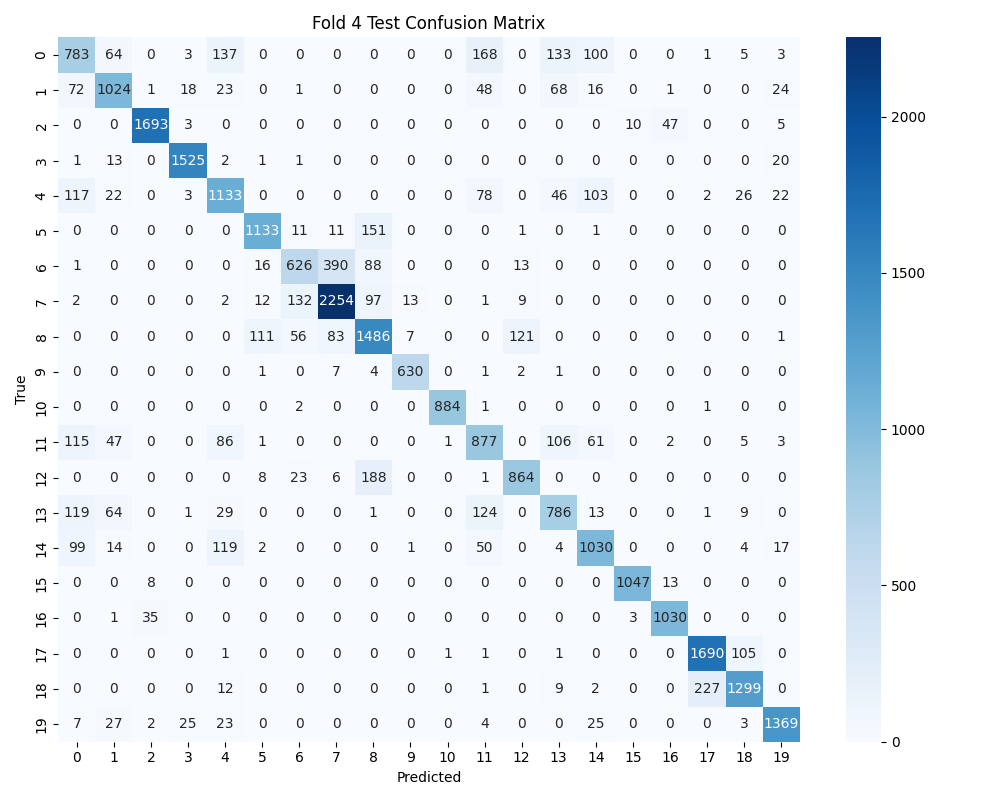 Fold 4 Test Confusion Matrix
0 783 64 0 3 137 0 0 0 0 0 0 168 0 133 100 0 0 1 5 3
1 72 1024 1 18 23 0 1 0 0 0 0 48 0 68 16 0 1 0 0 24
2 0 0 1693 3 0 0 0 0 0 0 0 0 0 0 0 10 47 0 0 5
3 1 13 0 1525 2 1 1 0 0 0 0 0 0 0 0 0 0 0 0 20
4 117 22 0 3 1133 0 0 0 0 0 0 78 0 46 103 0 0 2 26 22
5 0 0 0 0 0 1133 11 11 151 0 0 0 1 0 1 0 0 0 0 0
6 1 0 0 0 0 16 626 390 88 0 0 0 13 0 0 0 0 0 0 0
7 2 0 0 0 2 12 132 2254 97 13 0 1 9 0 0 0 0 0 0 0
8 0 0 0 0 0 111 56 83 1486 7 0 0 121 0 0 0 0 0 0 1
9 0 0 0 0 0 1 0 7 4 630 0 1 2 1 0 0 0 0 0 0
10 0 0 0 0 0 0 2 0 0 0 884 1 0 0 0 0 0 1 0 0
11 115 47 0 0 86 1 0 0 0 0 1 877 0 106 61 0 2 0 5 3
12 0 0 0 0 0 8 23 6 188 0 0 1 864 0 0 0 0 0 0 0
13 119 64 0 1 29 0 0 0 1 0 0 124 0 786 13 0 0 1 9 0
14 99 14 0 0 119 2 0 0 0 1 0 50 0 4 1030 0 0 0 4 17
15 0 0 8 0 0 0 0 0 0 0 0 0 0 0 0 1047 13 0 0 0
16 0 1 35 0 0 0 0 0 0 0 0 0 0 0 0 3 1030 0 0 0
17 0 0 0 0 1 0 0 0 0 0 1 1 0 1 0 0 0 1690 105 0
18 0 0 0 0 12 0 0 0 0 0 0 1 0 9 2 0 0 227 1299 0
19 7 27 2 25 23 0 0 0 0 0 0 4 0 0 25 0 0 0 3 1369
0 1 2 3 4 5 6 7 8 9 10 11 12 13 14 15 16 17 18 19
Predicted
True
2000
1500
1000
500
0